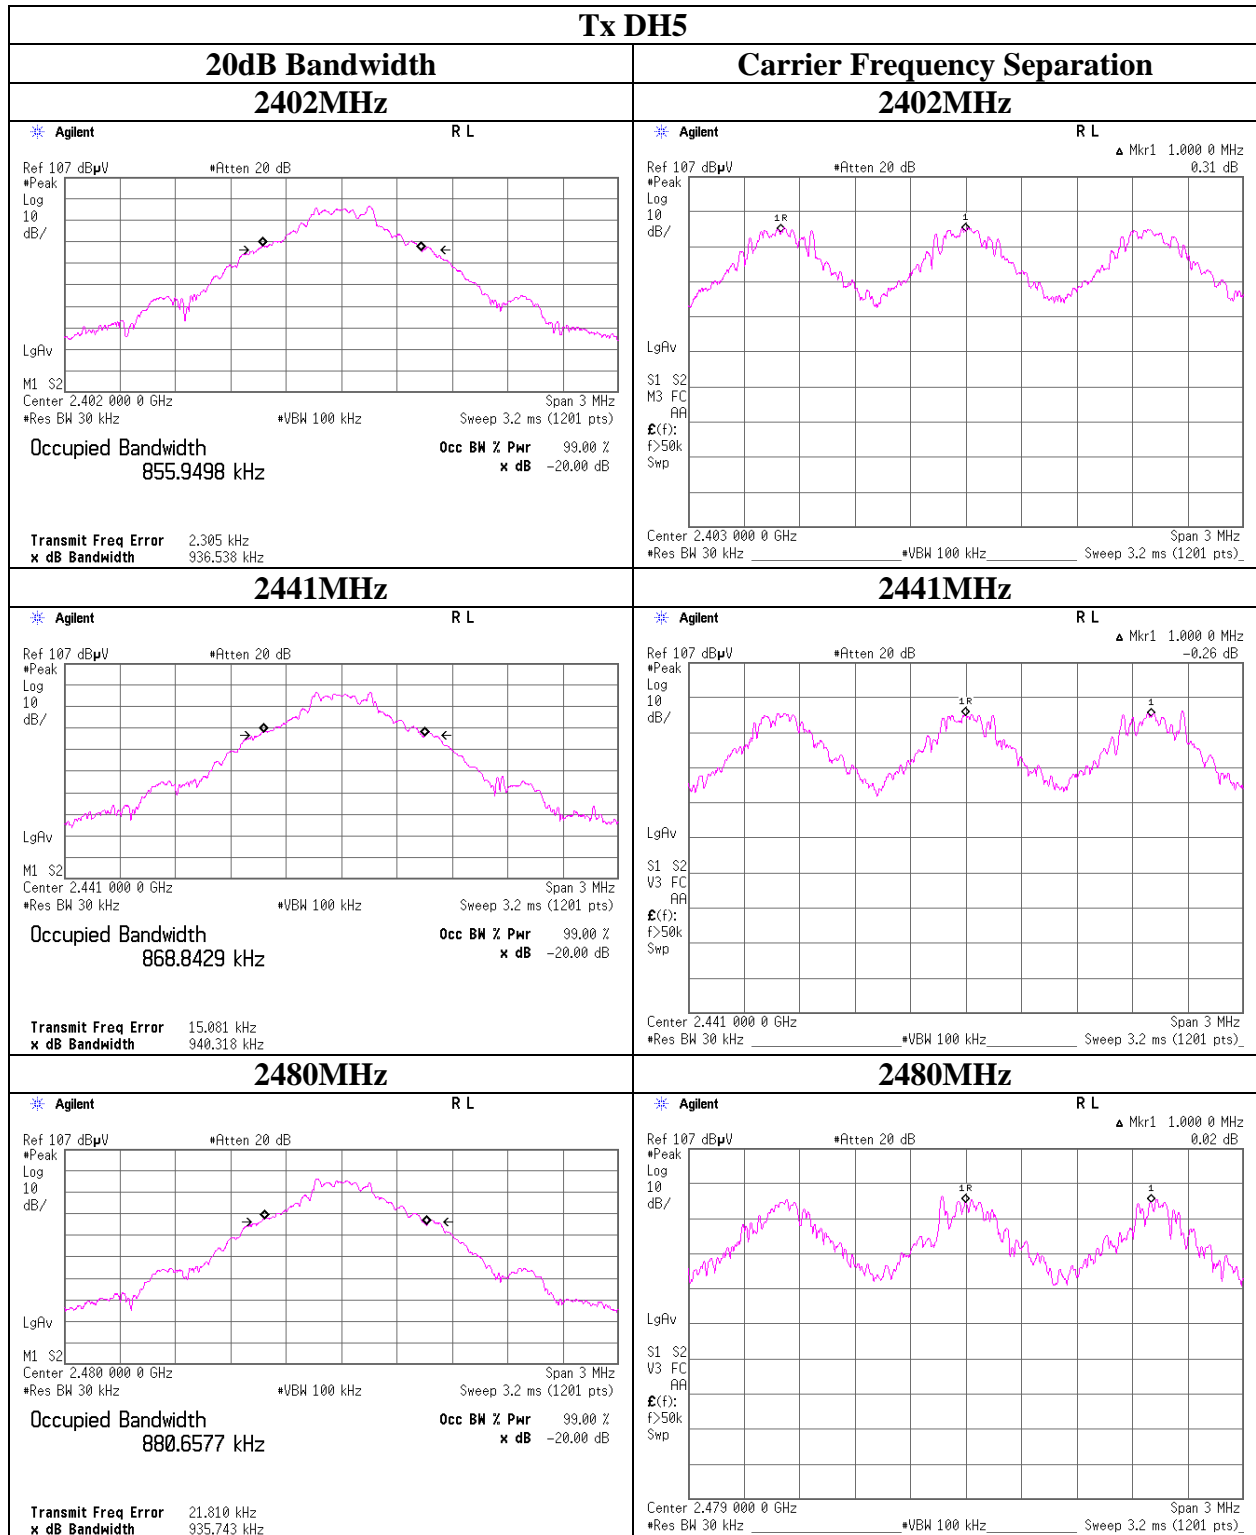 Tx DH5
20dB Bandwidth
Carrier Frequency Separation
2402MHz
2402MHz
Agilent
R L
Ref 107 dBµV
#Atten 20 dB
#Peak
Log
10
dB/
LgAv
M1 S2
Center 2.402 000 0 GHz
Span 3 MHz
#Res BW 30 kHz
#VBW 100 kHz
Sweep 3.2 ms (1201 pts)
Occupied Bandwidth
855.9498 kHz
Occ BW % Pwr 99.00 %
x dB -20.00 dB
Transmit Freq Error 2.305 kHz
x dB Bandwidth 936.538 kHz
Agilent
R L
Δ Mkr1 1.000 0 MHz
Ref 107 dBµV
#Atten 20 dB
0.31 dB
#Peak
Log
10
dB/
1R
1
LgAv
S1 S2
M3 FC
AA
£(f):
f>50k
Swp
Center 2.403 000 0 GHz
Span 3 MHz
#Res BW 30 kHz
#VBW 100 kHz
Sweep 3.2 ms (1201 pts)
2441MHz
2441MHz
Agilent
R L
Ref 107 dBµV
#Atten 20 dB
#Peak
Log
10
dB/
LgAv
M1 S2
Center 2.441 000 0 GHz
Span 3 MHz
#Res BW 30 kHz
#VBW 100 kHz
Sweep 3.2 ms (1201 pts)
Occupied Bandwidth
868.8429 kHz
Occ BW % Pwr 99.00 %
x dB -20.00 dB
Transmit Freq Error 15.081 kHz
x dB Bandwidth 940.318 kHz
Agilent
R L
Δ Mkr1 1.000 0 MHz
Ref 107 dBµV
#Atten 20 dB
-0.26 dB
#Peak
Log
10
dB/
1R
1
LgAv
S1 S2
V3 FC
AA
£(f):
f>50k
Swp
Center 2.441 000 0 GHz
Span 3 MHz
#Res BW 30 kHz
#VBW 100 kHz
Sweep 3.2 ms (1201 pts)
2480MHz
2480MHz
Agilent
R L
Ref 107 dBµV
#Atten 20 dB
#Peak
Log
10
dB/
LgAv
M1 S2
Center 2.480 000 0 GHz
Span 3 MHz
#Res BW 30 kHz
#VBW 100 kHz
Sweep 3.2 ms (1201 pts)
Occupied Bandwidth
880.6577 kHz
Occ BW % Pwr 99.00 %
x dB -20.00 dB
Transmit Freq Error 21.810 kHz
x dB Bandwidth 935.743 kHz
Agilent
R L
Δ Mkr1 1.000 0 MHz
Ref 107 dBµV
#Atten 20 dB
0.02 dB
#Peak
Log
10
dB/
1R
1
LgAv
S1 S2
V3 FC
AA
£(f):
f>50k
Swp
Center 2.479 000 0 GHz
Span 3 MHz
#Res BW 30 kHz
#VBW 100 kHz
Sweep 3.2 ms (1201 pts)